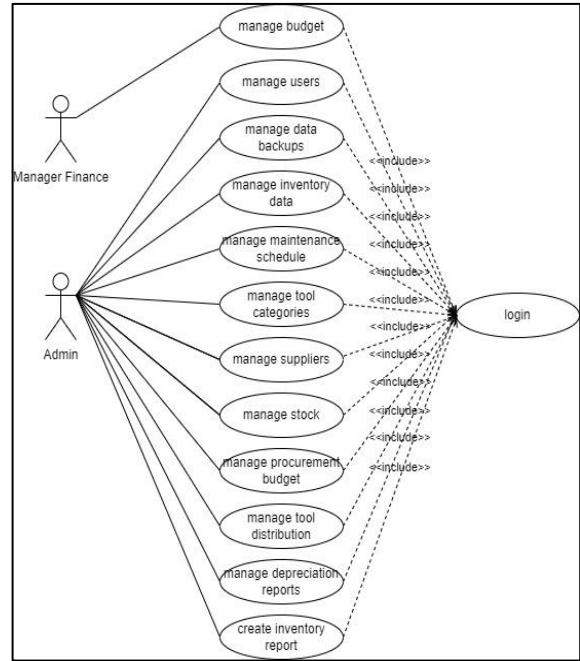 Manager Finance
Admin
manage budget
manage users
manage data
backups
manage inventory
data
manage maintenance
schedule
manage tool
categories
manage suppliers
manage stock
manage procurement
budget
manage tool
distribution
manage depreciation
reports
create inventory
report
<<include>>
<<include>>
<<include>>
<<include>>
<<include>>
<<include>>
<<include>>
<<include>>
<<include>>
<<include>>
<<include>>
<<include>>
login